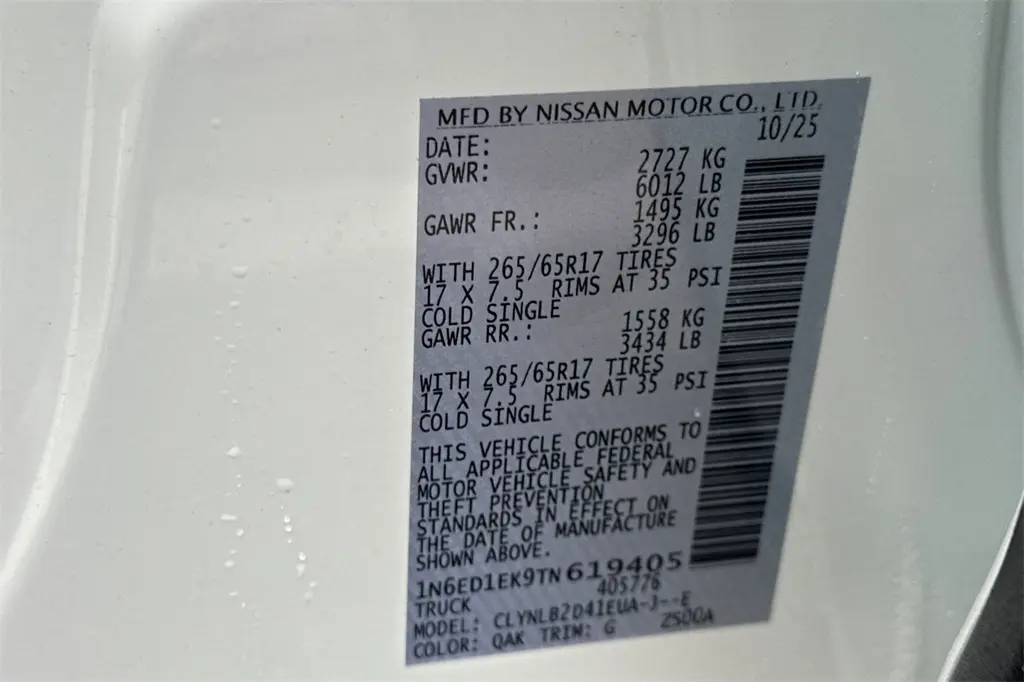 MFD BY NISSAN MOTOR CO., LTD.
DATE: 10/25
GVWR: 2727 KG
6012 LB
GAWR FR.: 1495 KG
3296 LB
WITH 265/65R17 TIRES
17 X 7.5 RIMS AT 35 PSI
COLD SINGLE
GAWR RR.: 1558 KG
3434 LB
WITH 265/65R17 TIRES
17 X 7.5 RIMS AT 35 PSI
COLD SINGLE
THIS VEHICLE CONFORMS TO
ALL APPLICABLE FEDERAL
MOTOR VEHICLE SAFETY AND
THEFT PREVENTION
STANDARDS IN EFFECT ON
THE DATE OF MANUFACTURE
SHOWN ABOVE.
1N6ED1EK9TN619405
TRUCK 405776
MODEL: CLYNLB2D41EUA-J--E
COLOR: QAK TRIM: G ZS00A